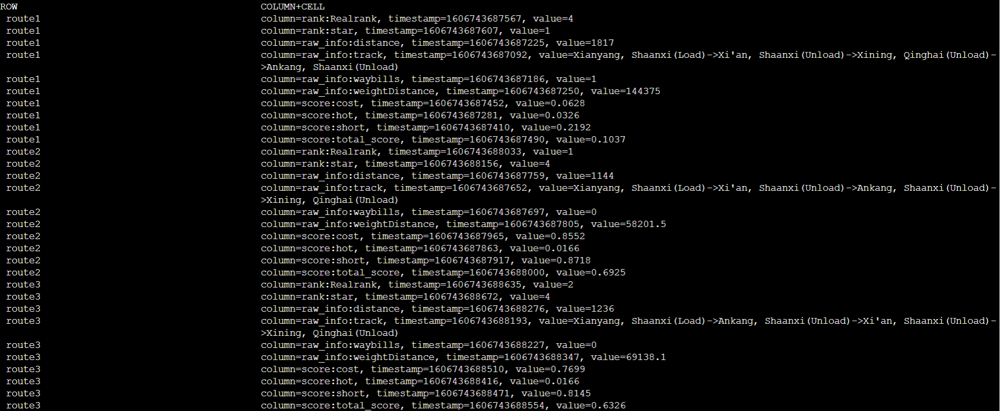 ROW COLUMN+CELL
route1 column=rank:Realrank, timestamp=1606743687567, value=4
route1 column=rank:star, timestamp=1606743687607, value=1
route1 column=raw_info:distance, timestamp=1606743687225, value=1817
route1 column=raw_info:track, timestamp=1606743687092, value=Xianyang, Shaanxi(Load)->Xi'an, Shaanxi(Unload)->Xining, Qinghai(Unload)-
>Ankang, Shaanxi(Unload)
route1 column=raw_info:waybills, timestamp=1606743687186, value=1
route1 column=raw_info:weightDistance, timestamp=1606743687250, value=144375
route1 column=score:cost, timestamp=1606743687452, value=0.0628
route1 column=score:hot, timestamp=1606743687281, value=0.0326
route1 column=score:short, timestamp=1606743687410, value=0.2192
route1 column=score:total_score, timestamp=1606743687490, value=0.1037
route2 column=rank:Realrank, timestamp=1606743688033, value=1
route2 column=rank:star, timestamp=1606743688156, value=4
route2 column=raw_info:distance, timestamp=1606743687759, value=1144
route2 column=raw_info:track, timestamp=1606743687652, value=Xianyang, Shaanxi(Load)->Xi'an, Shaanxi(Unload)->Ankang, Shaanxi(Unload)-
>Xining, Qinghai(Unload)
route2 column=raw_info:waybills, timestamp=1606743687697, value=0
route2 column=raw_info:weightDistance, timestamp=1606743687805, value=58201.5
route2 column=score:cost, timestamp=1606743687965, value=0.8552
route2 column=score:hot, timestamp=1606743687863, value=0.0166
route2 column=score:short, timestamp=1606743687917, value=0.8718
route2 column=score:total_score, timestamp=1606743688000, value=0.6925
route3 column=rank:Realrank, timestamp=1606743688635, value=2
route3 column=rank:star, timestamp=1606743688672, value=4
route3 column=raw_info:distance, timestamp=1606743688276, value=1236
route3 column=raw_info:track, timestamp=1606743688193, value=Xianyang, Shaanxi(Load)->Ankang, Shaanxi(Unload)->Xi'an, Shaanxi(Unload)-
>Xining, Qinghai(Unload)
route3 column=raw_info:waybills, timestamp=1606743688227, value=0
route3 column=raw_info:weightDistance, timestamp=1606743688347, value=69138.1
route3 column=score:cost, timestamp=1606743688510, value=0.7699
route3 column=score:hot, timestamp=1606743688416, value=0.0166
route3 column=score:short, timestamp=1606743688471, value=0.8145
route3 column=score:total_score, timestamp=1606743688554, value=0.6326